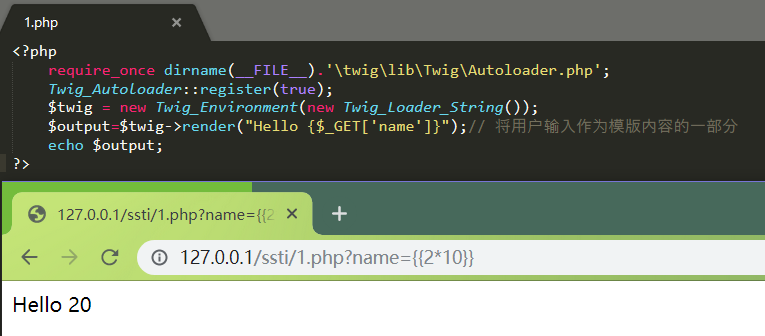 1.php ×
<?php
require_once dirname(__FILE__).'\twig\lib\Twig\Autoloader.php';
Twig_Autoloader::register(true);
$twig = new Twig_Environment(new Twig_Loader_String());
$output=$twig->render("Hello {$_GET['name']}");// 将用户输入作为模版内容的一部分
echo $output;
?>
127.0.0.1/ssti/1.php?name={{2 × +
127.0.0.1/ssti/1.php?name={{2*10}}
Hello 20